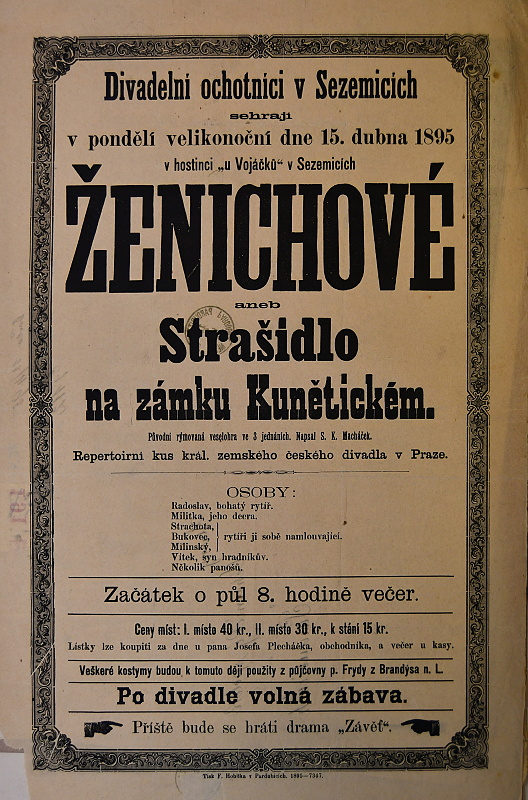 Divadelní ochotníci v Sezemicích
sehrají
v pondělí velikonoční dne 15. dubna 1895
v hostinci „u Vojáčků“ v Sezemicích
ŽENICHOVÉ
aneb
Strašidlo
na zámku Kunětickém.
Původní rýmovaná veselohra ve 3 jednáních. Napsal S. K. Macháček.
Repertoirní kus král. zemského českého divadla v Praze.
OSOBY:
Radoslav, bohatý rytíř.
Militka, jeho dcera.
Strachota,
Bukovec, rytíři ji sobě namlouvající.
Milínský,
Vítek, syn hradníkův.
Několik panošů.
Začátek o půl 8. hodině večer.
Ceny míst: I. místo 40 kr., II. místo 30 kr., k stání 15 kr.
Lístky lze koupiti za dne u pana Josefa Plecháčka, obchodníka, a večer u kasy.
Veškeré kostymy budou k tomuto ději použity z půjčovny p. Frydy z Brandýsa n. L.
Po divadle volná zábava.
Příště bude se hráti drama „Závěť“.
Tisk F. Hoblíka v Pardubicích. 1895—7347.